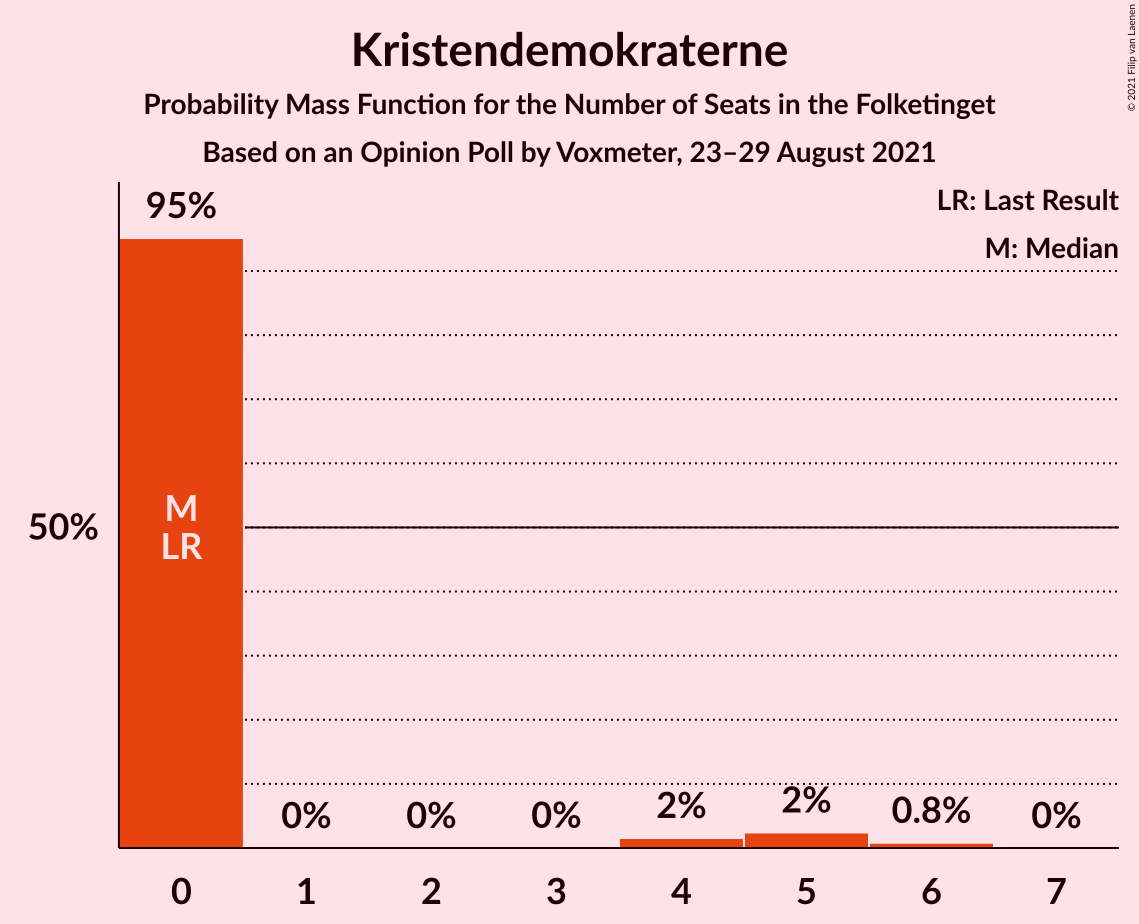 Kristendemokraterne
Probability Mass Function for the Number of Seats in the Folketinget
Based on an Opinion Poll by Voxmeter, 23–29 August 2021
© 2021 Filip van Laenen
LR: Last Result
M: Median
95%
50%
M
LR
0% 0% 0% 2% 2% 0.8% 0%
0 1 2 3 4 5 6 7